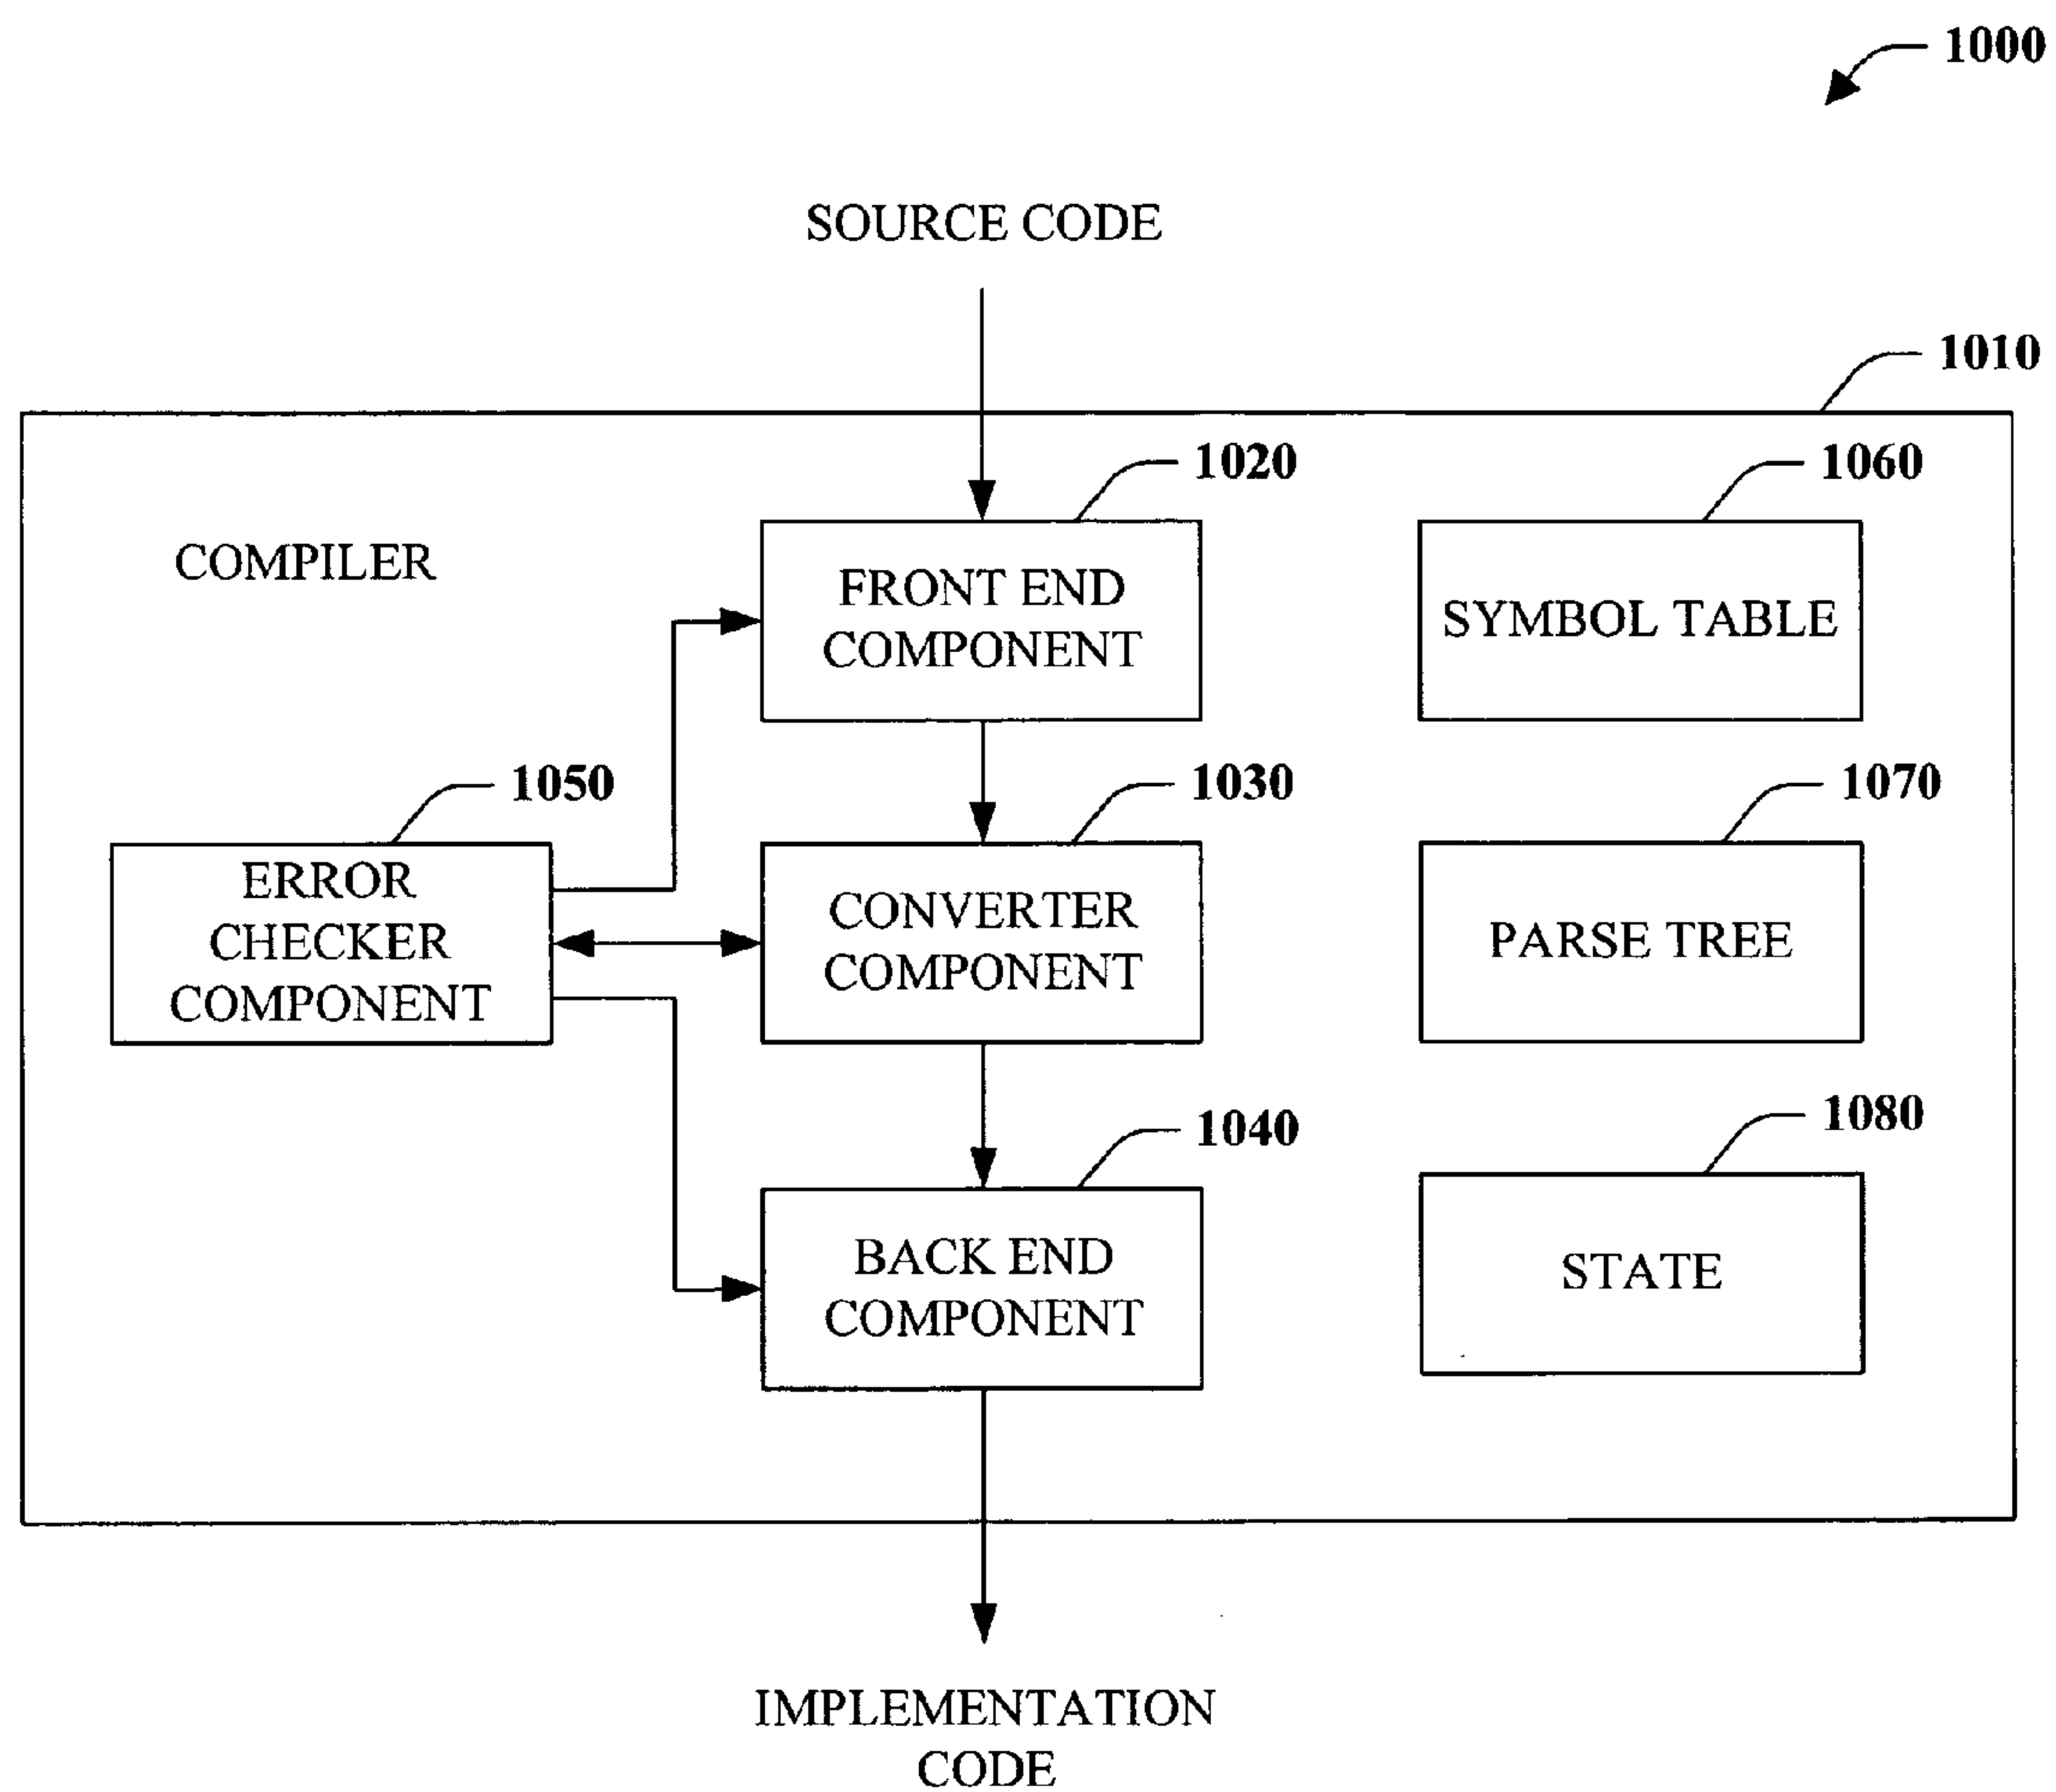 1000
SOURCE CODE
1010
1020
1060
COMPILER
FRONT END
COMPONENT
SYMBOL TABLE
1050
1030
1070
ERROR
CHECKER
COMPONENT
CONVERTER
COMPONENT
PARSE TREE
1040
1080
BACK END
COMPONENT
STATE
IMPLEMENTATION
CODE